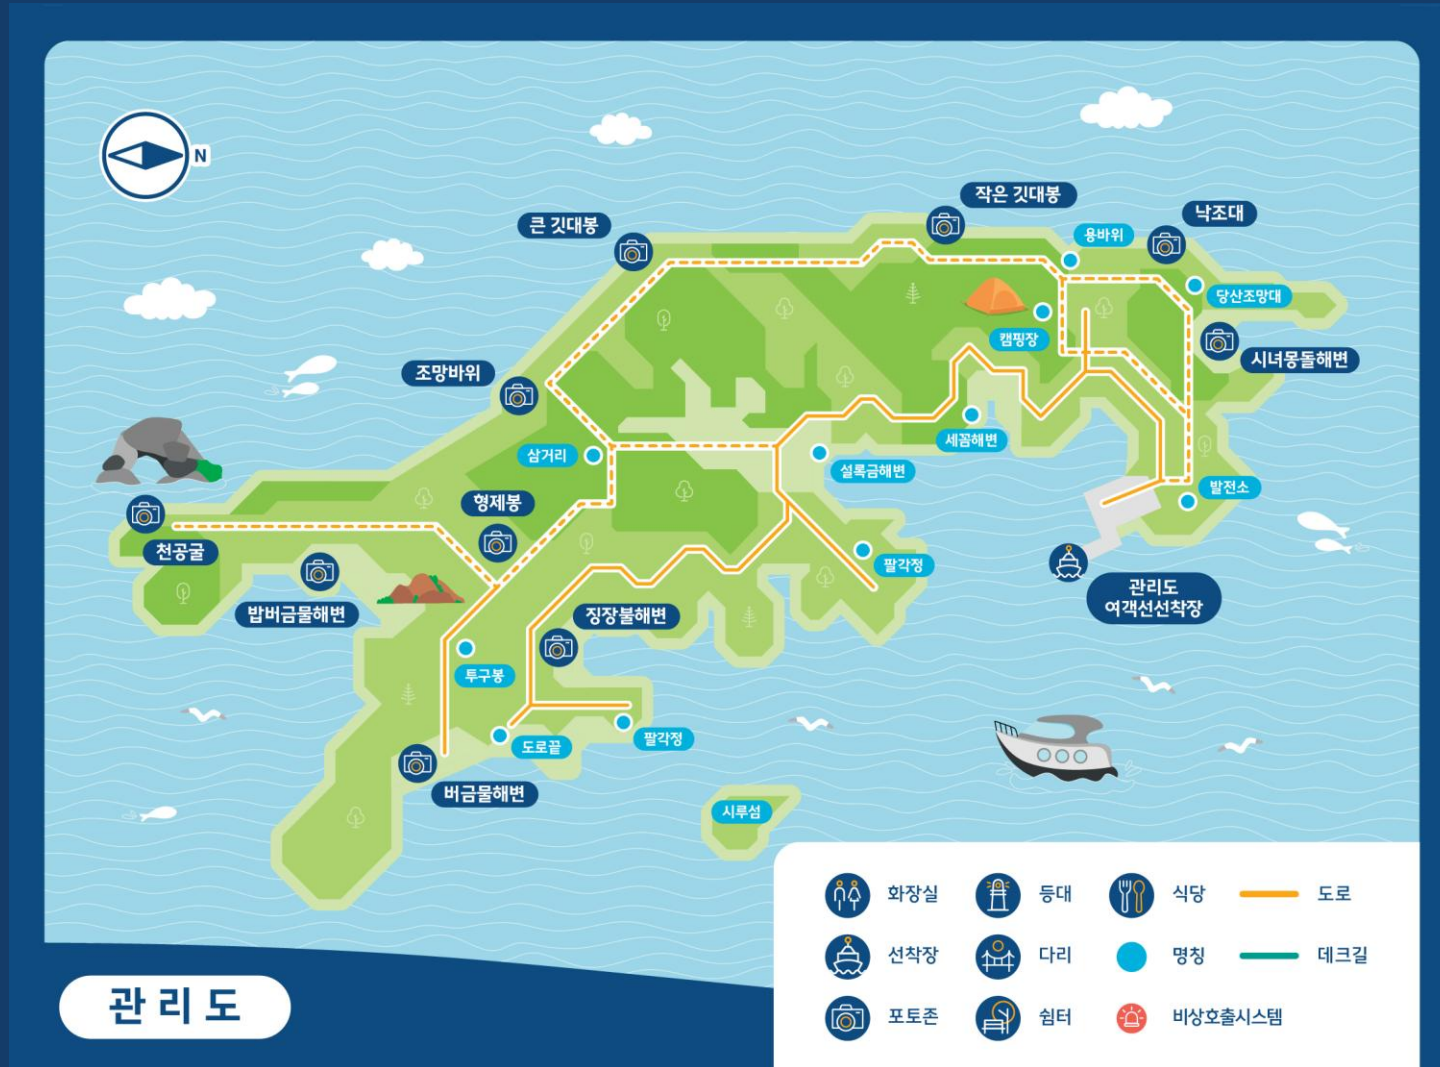 N
작은 깃대봉
낙조대
큰 깃대봉
용바위
당산조망대
캠핑장
시녀몽돌해변
조망바위
세꼼해변
삼거리
설록금해변
형제봉
발전소
천공굴
팔각정
관리도
여객선선착장
밥버금물해변
징장불해변
투구봉
도로끝
팔각정
버금물해변
시루섬
화장실
등대
식당
도로
선착장
다리
명칭
데크길
포토존
쉼터
비상호출시스템
관리도